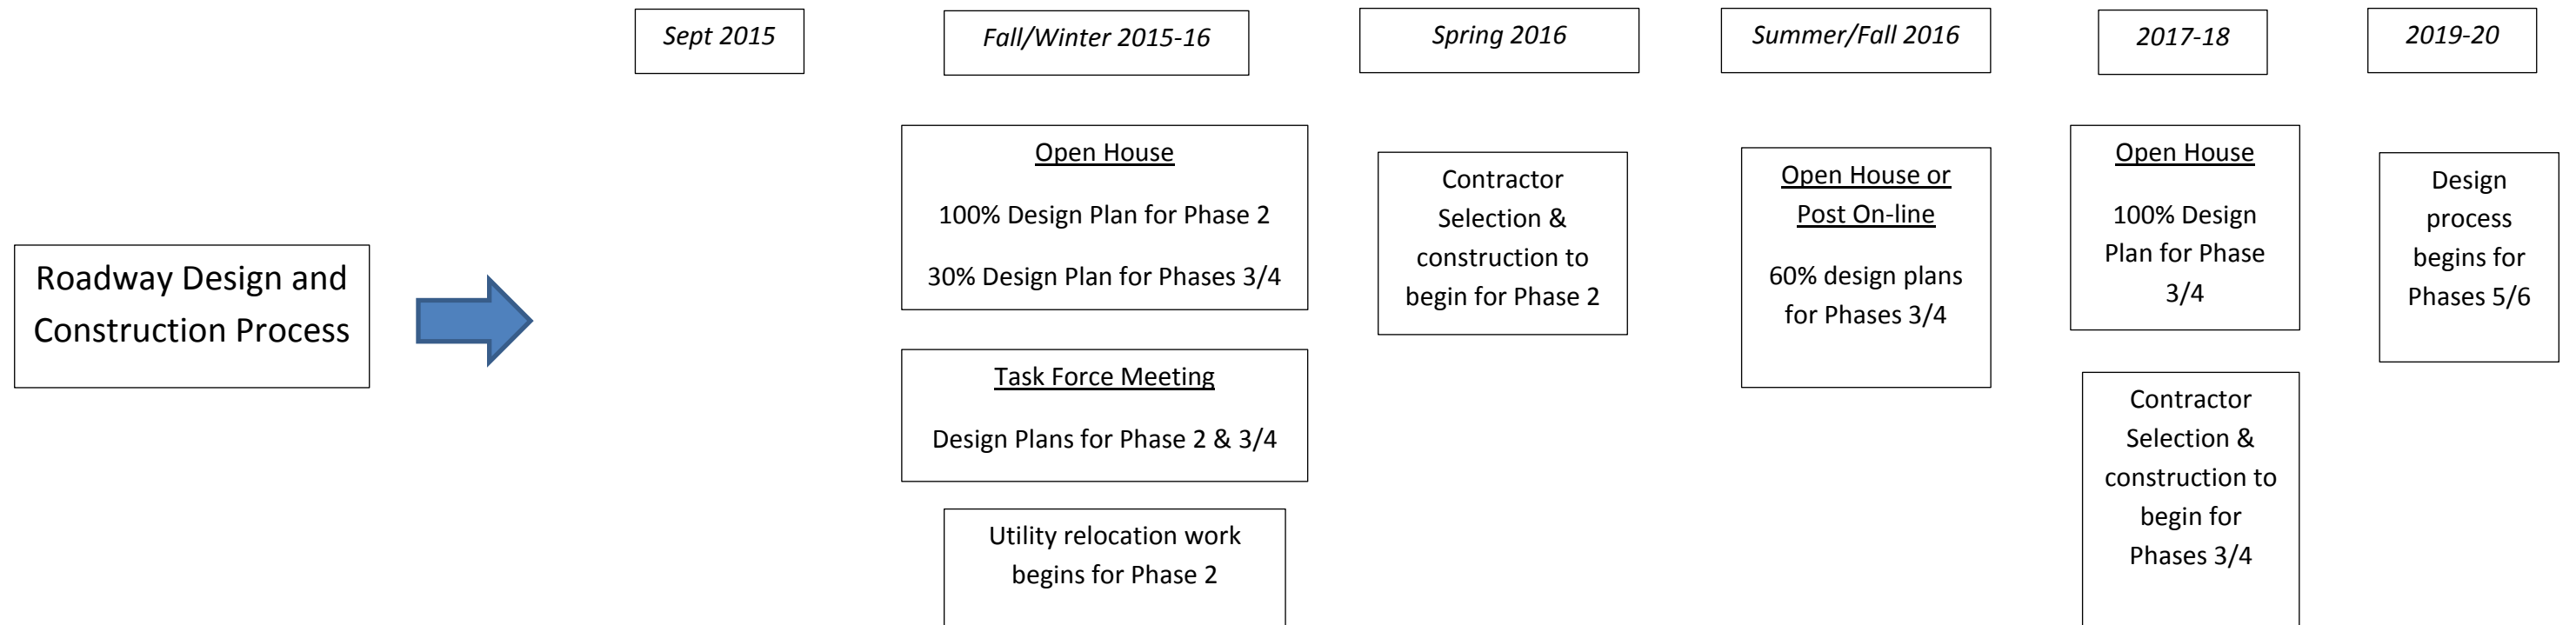 Sept 2015
Fall/Winter 2015-16
Spring 2016
Summer/Fall 2016
2017-18
2019-20
Roadway Design and
Construction Process
Open House
100% Design Plan for Phase 2
30% Design Plan for Phases 3/4
Task Force Meeting
Design Plans for Phase 2 & 3/4
Utility relocation work
begins for Phase 2
Contractor
Selection &
construction to
begin for Phase 2
Open House or
Post On-line
60% design plans
for Phases 3/4
Open House
100% Design
Plan for Phase
3/4
Contractor
Selection &
construction to
begin for
Phases 3/4
Design
process
begins for
Phases 5/6